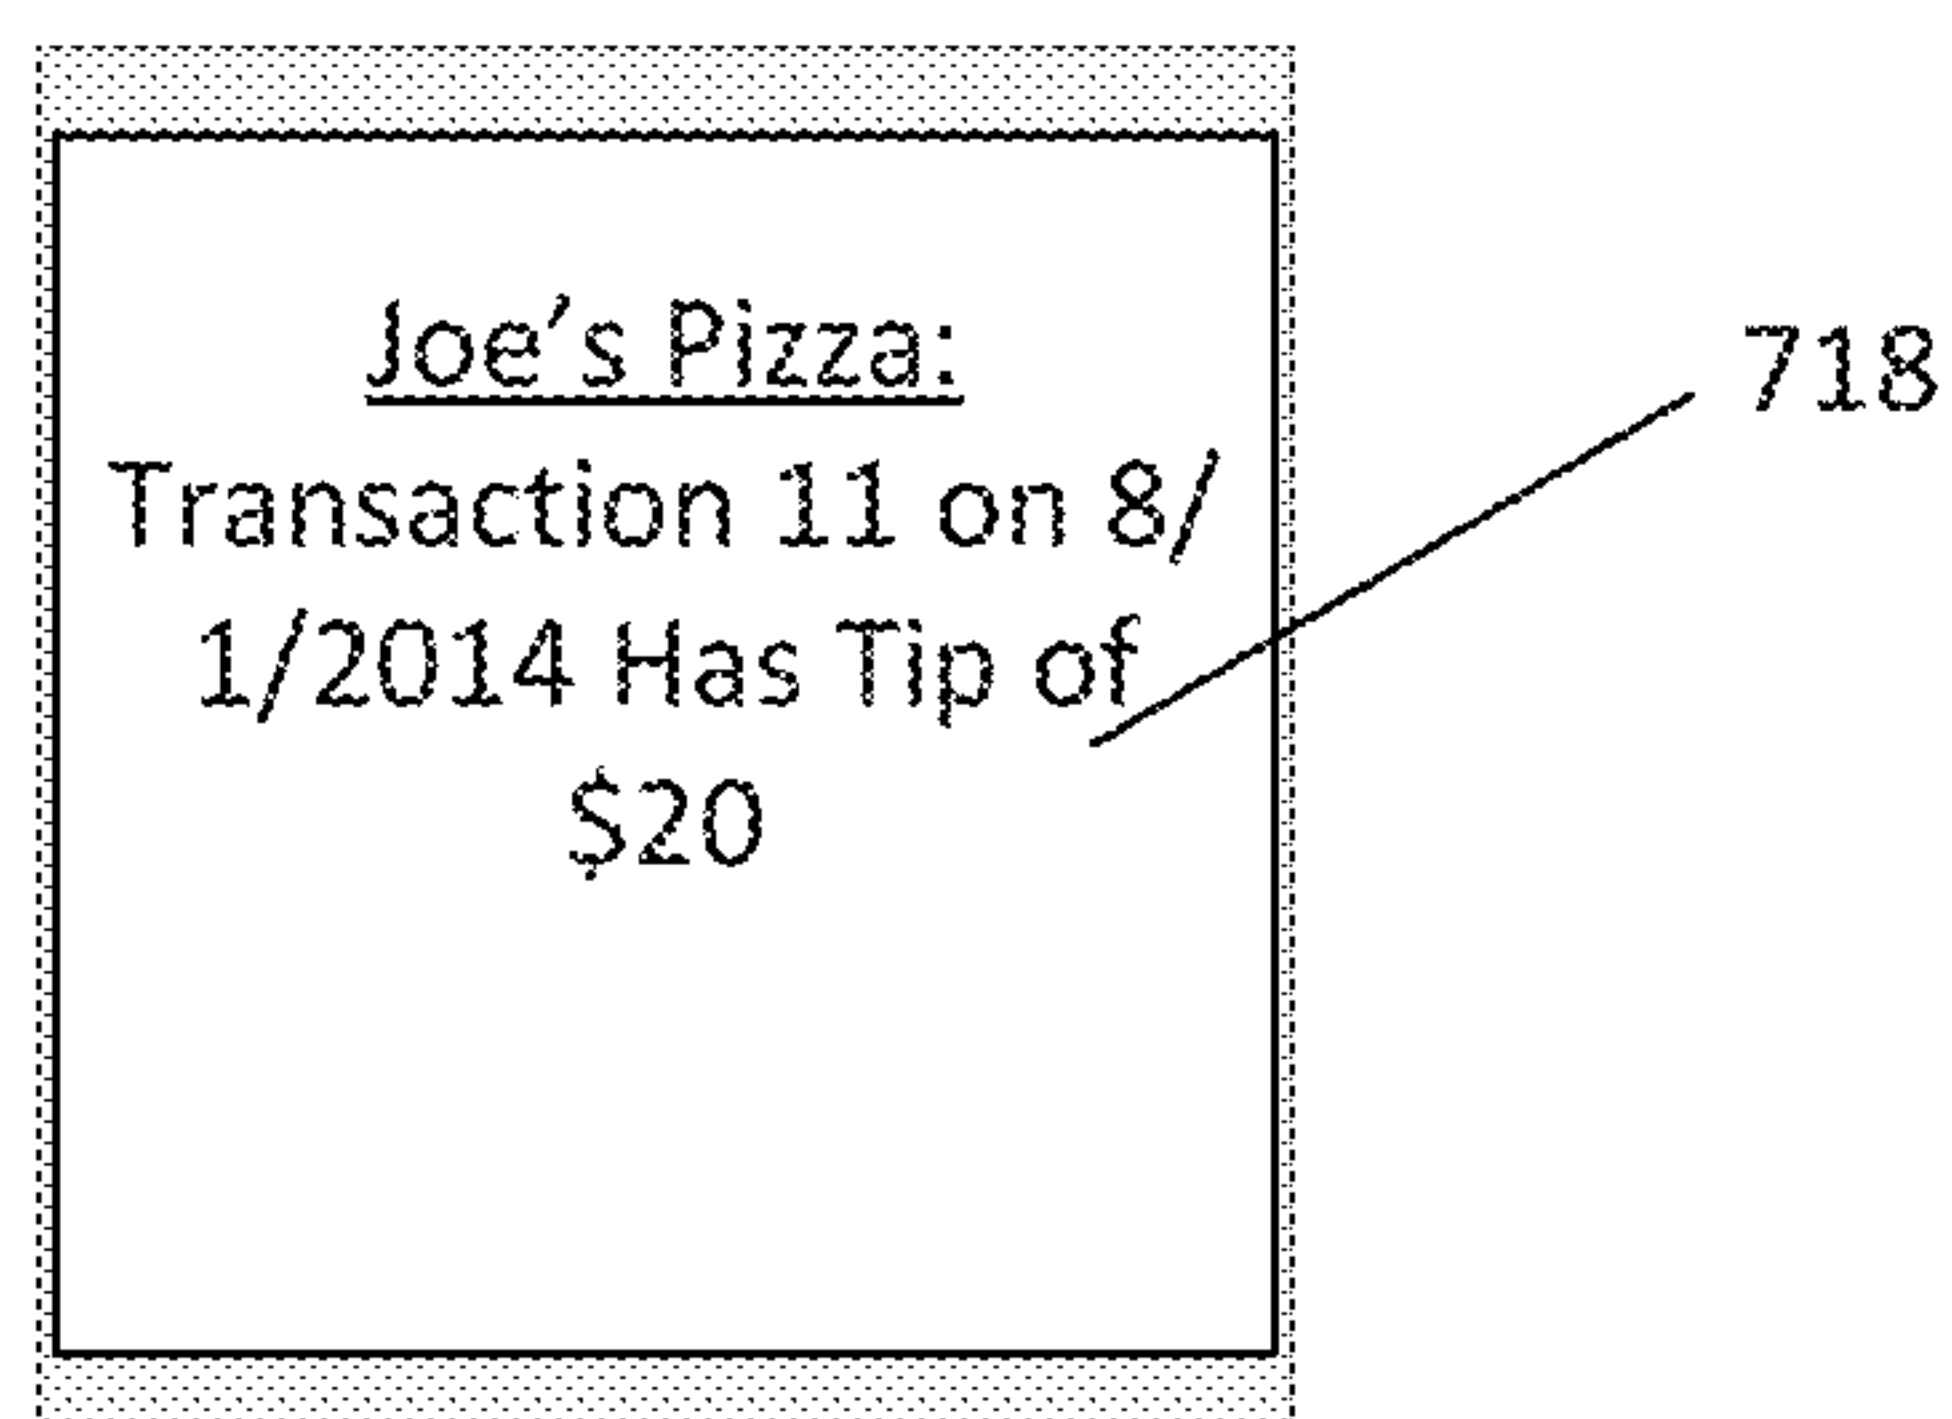 Joe's Pizza:
Transaction 11 on 8/
1/2014 Has Tip of
$20
718